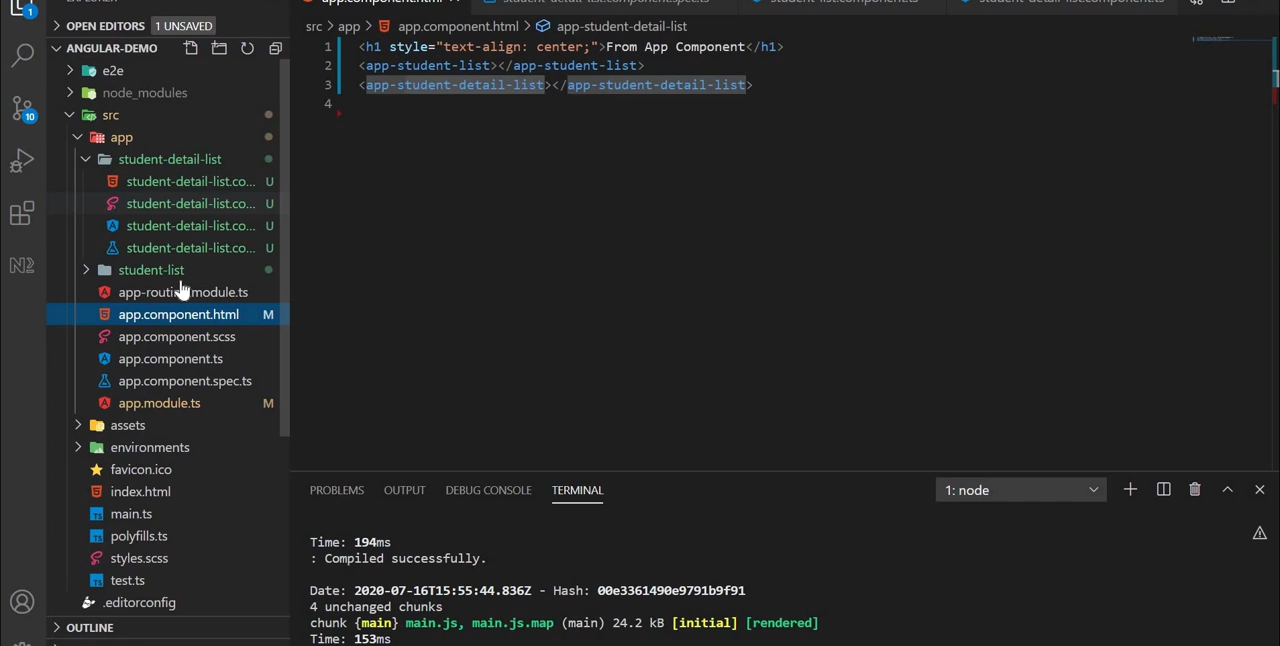 1
OPEN EDITORS 1 UNSAVED
ANGULAR-DEMO
e2e
node_modules
src
app
student-detail-list
student-detail-list.co... U
student-detail-list.co... U
student-detail-list.co... U
student-detail-list.co... U
student-list
app-routin module.ts
app.component.html M
app.component.scss
app.component.ts
app.component.spec.ts
app.module.ts M
assets
environments
favicon.ico
index.html
main.ts
polyfills.ts
styles.scss
test.ts
.editorconfig
OUTLINE
10
src > app > app.component.html > app-student-detail-list
1 <h1 style="text-align: center;">From App Component</h1>
2 <app-student-list></app-student-list>
3 <app-student-detail-list></app-student-detail-list>
4
PROBLEMS OUTPUT DEBUG CONSOLE TERMINAL 1: node
Time: 194ms
: Compiled successfully.
Date: 2020-07-16T15:55:44.836Z - Hash: 00e3361490e9791b9f91
4 unchanged chunks
chunk {main} main.js, main.js.map (main) 24.2 kB [initial] [rendered]
Time: 153ms